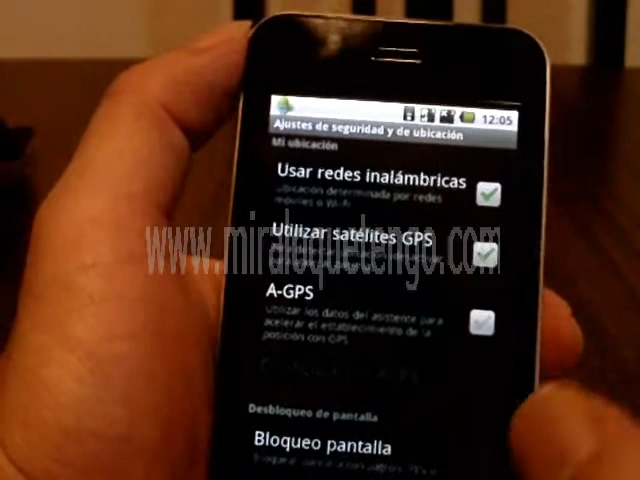 12:05
Ajustes de seguridad y de ubicación
Mi ubicación
Usar redes inalámbricas
Ubicación determinada por redes
móviles o Wi-Fi
Utilizar satélites GPS
www.miraloquetengo.com
A-GPS
Utilizar los datos del asistente para
acelerar el establecimiento de la
posición con GPS
Desbloqueo de pantalla
Bloqueo pantalla